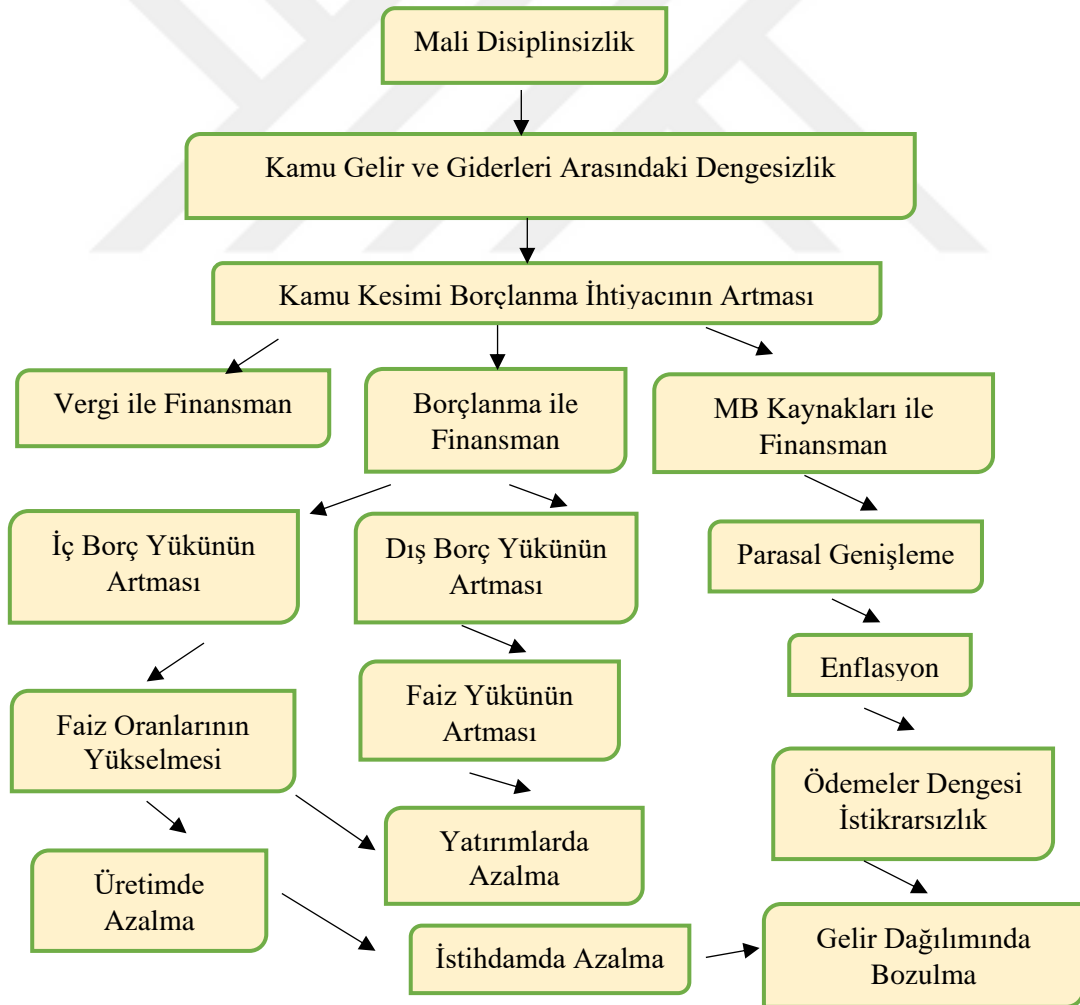 Mali Disiplinsizlik
Kamu Gelir ve Giderleri Arasındaki Dengesizlik
Kamu Kesimi Borçlanma İhtiyacının Artması
Vergi ile Finansman
Borçlanma ile
Finansman
MB Kaynakları ile
Finansman
İç Borç Yükünün
Artması
Dış Borç Yükünün
Artması
Parasal Genişleme
Enflasyon
Faiz Oranlarının
Yükselmesi
Faiz Yükünün
Artması
Ödemeler Dengesi
İstikrarsızlık
Üretimde
Azalma
Yatırımlarda
Azalma
İstihdamda Azalma
Gelir Dağılımında
Bozulma